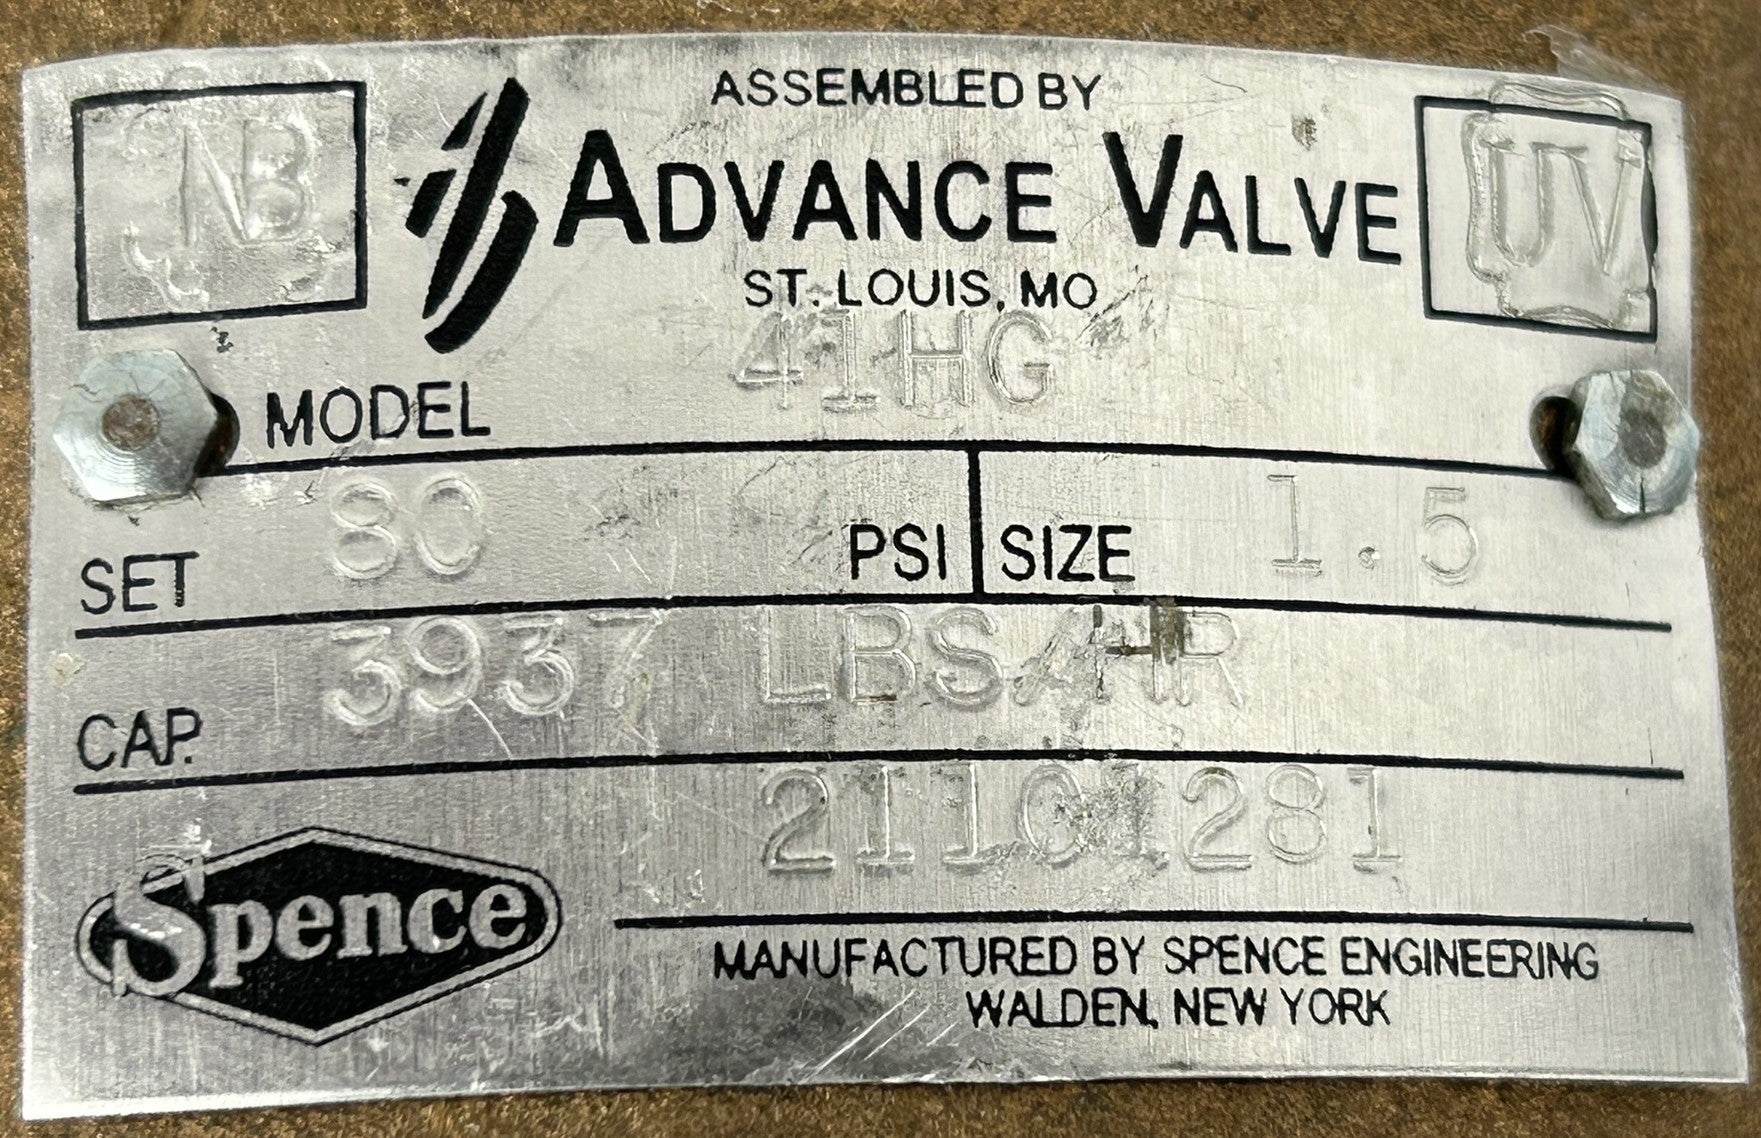 NB
ASSEMBLED BY
ADVANCE VALVE
UV
ST. LOUIS, MO
MODEL 41HG
SET 80 PSI SIZE 1.5
CAP. 3937 LBS/HR
21101281
Spence
MANUFACTURED BY SPENCE ENGINEERING
WALDEN, NEW YORK